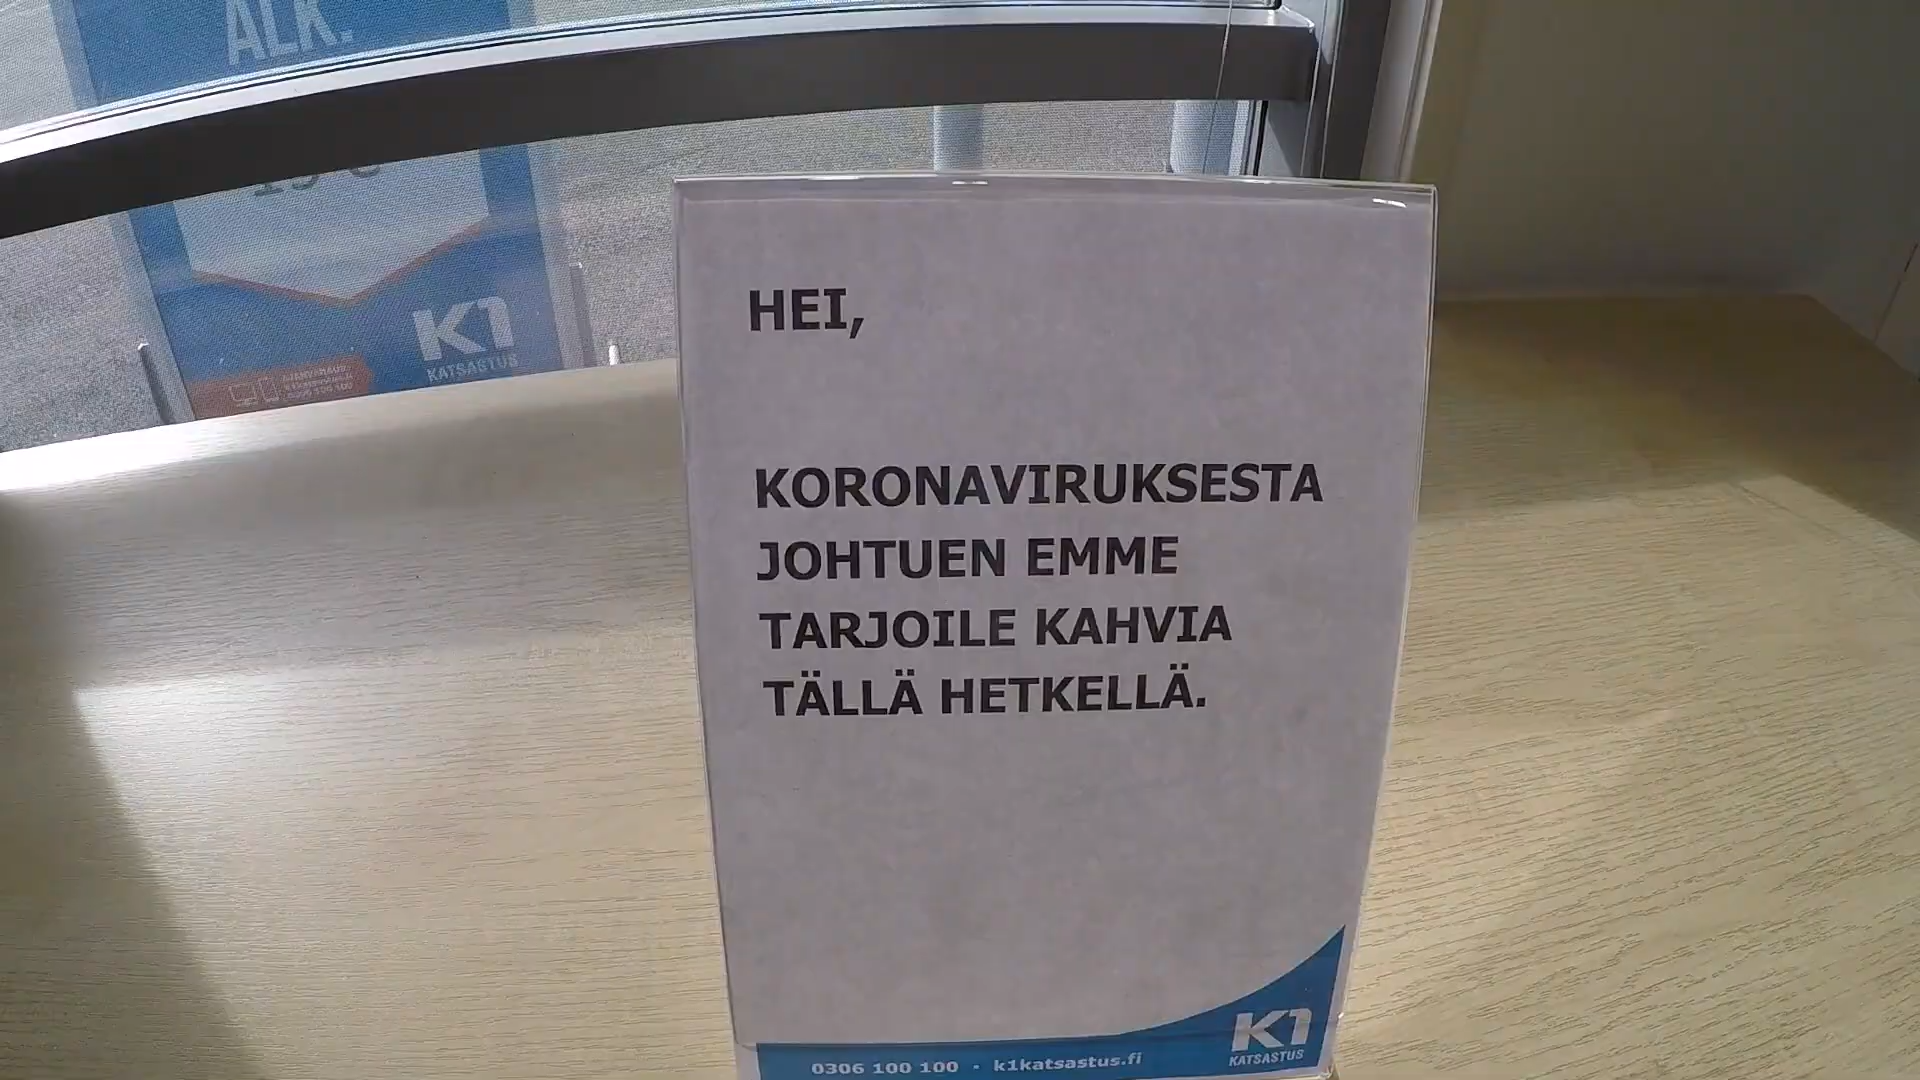 ALK.
K1
KATSASTUS
HEI,
KORONAVIRUKSESTA
JOHTUEN EMME
TARJOILE KAHVIA
TÄLLÄ HETKELLÄ.
K1
KATSASTUS
0306 100 100 · k1katsastus.fi